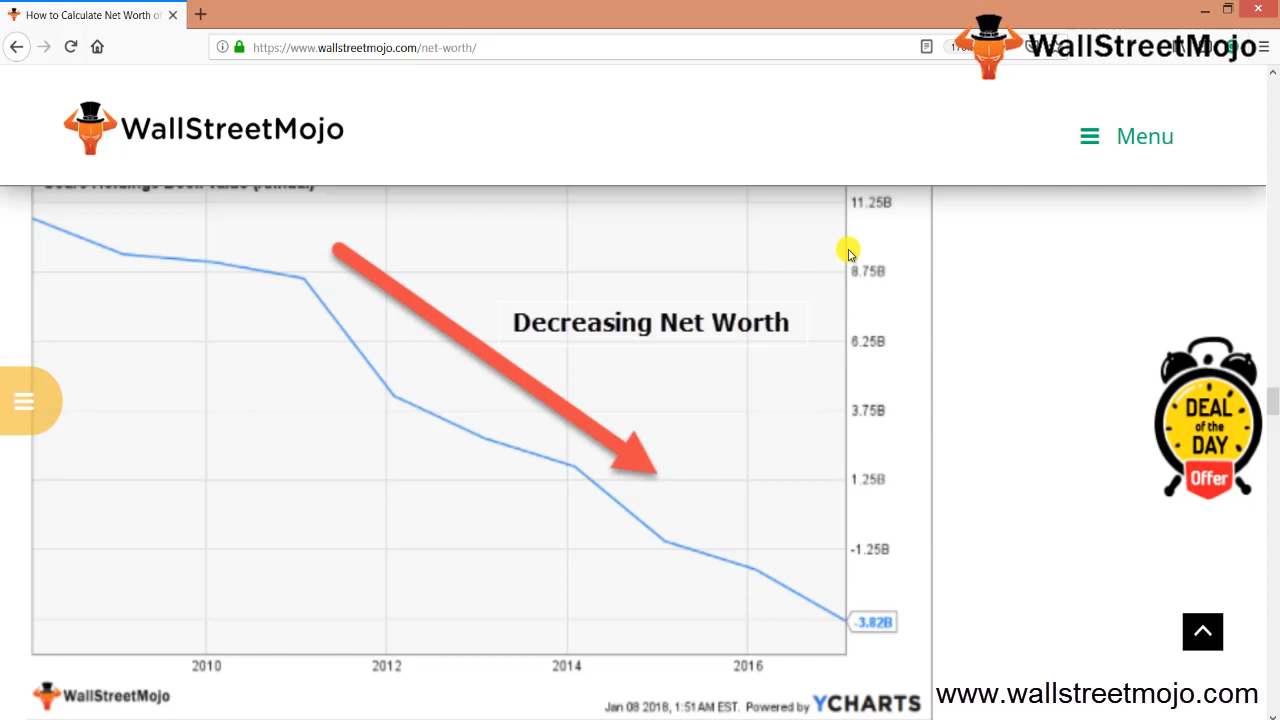 How to Calculate Net Worth of
https://www.wallstreetmojo.com/net-worth/
WallStreetMojo
WallStreetMojo
Menu
11.25B
8.75B
Decreasing Net Worth
6.25B
3.75B
1.25B
-1.25B
-3.82B
DEAL
of the
DAY
Offer
2010
2012
2014
2016
WallStreetMojo
Jan 08 2018, 1:51AM EST. Powered by YCHARTS
www.wallstreetmojo.com